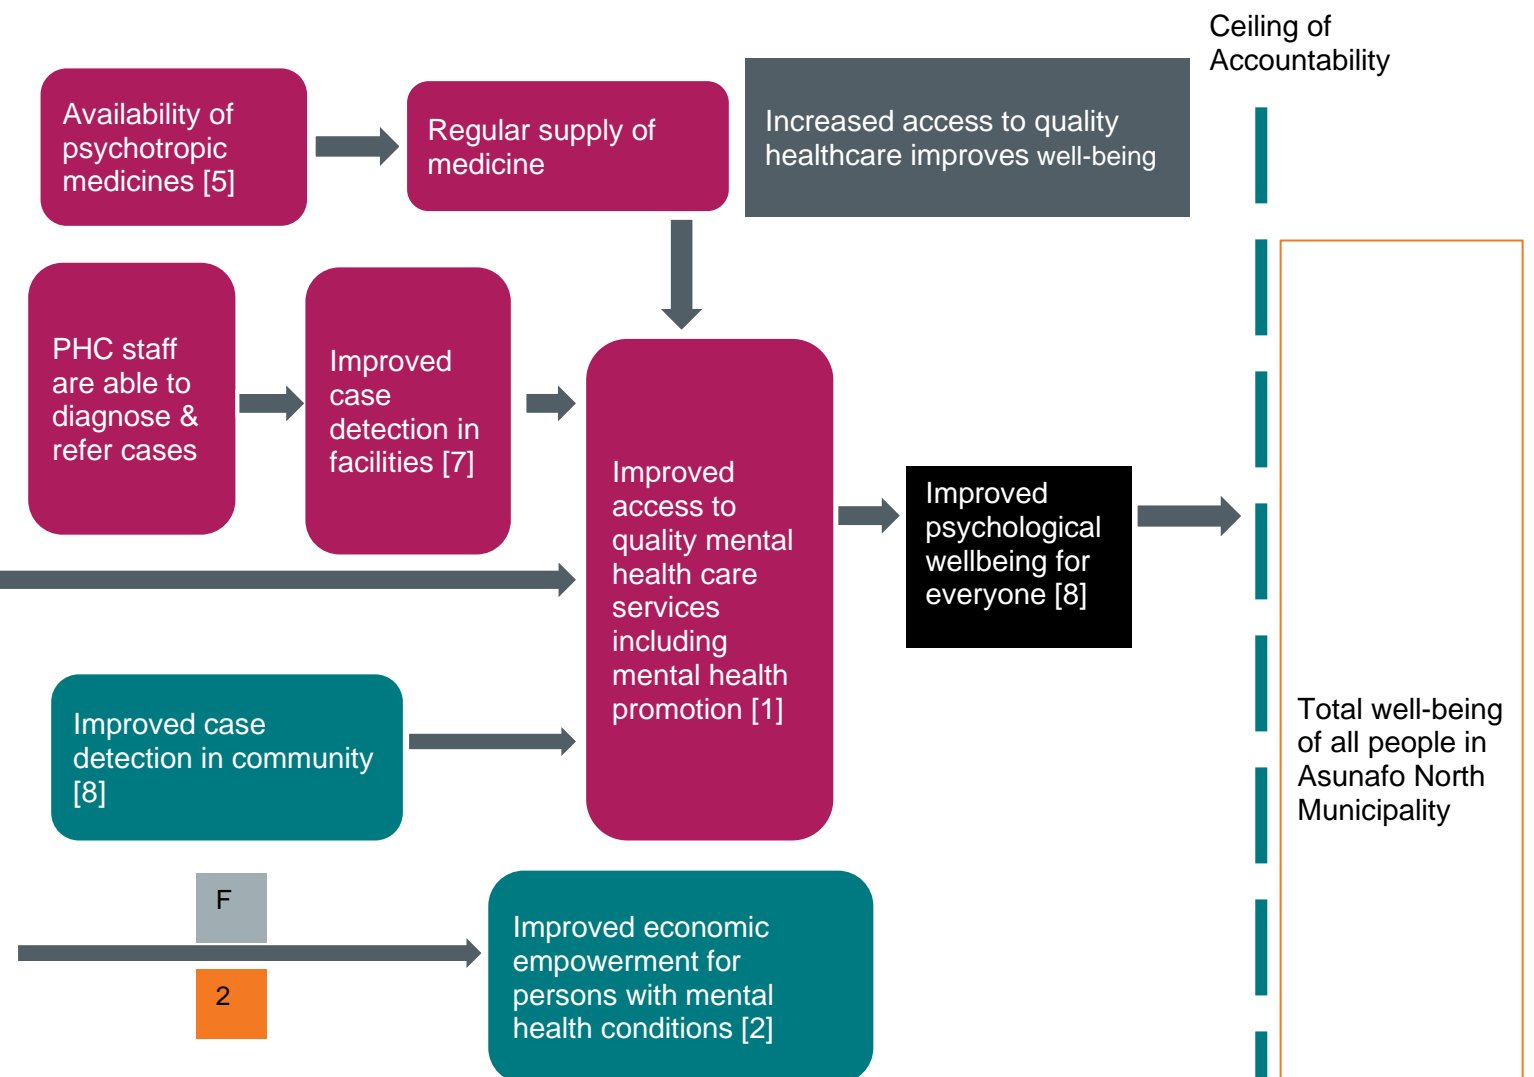 Ceiling of
Accountability
Availability of
psychotropic
medicines [5]
Regular supply of
medicine
Increased access to quality
healthcare improves well-being
PHC staff
are able to
diagnose &
refer cases
Improved
case
detection in
facilities [7]
Improved
access to
quality mental
health care
services
including
mental health
promotion [1]
Improved
psychological
wellbeing for
everyone [8]
Improved case
detection in community
[8]
Total well-being
of all people in
Asunafo North
Municipality
F
2
Improved economic
empowerment for
persons with mental
health conditions [2]